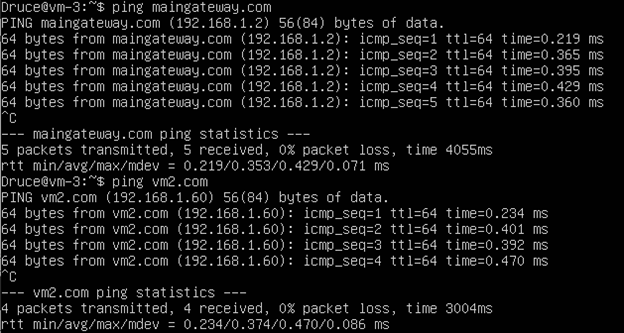 Druce@vm-3:~$ ping maingateway.com
PING maingateway.com (192.168.1.2) 56(84) bytes of data.
64 bytes from maingateway.com (192.168.1.2): icmp_seq=1 ttl=64 time=0.219 ms
64 bytes from maingateway.com (192.168.1.2): icmp_seq=2 ttl=64 time=0.365 ms
64 bytes from maingateway.com (192.168.1.2): icmp_seq=3 ttl=64 time=0.395 ms
64 bytes from maingateway.com (192.168.1.2): icmp_seq=4 ttl=64 time=0.429 ms
64 bytes from maingateway.com (192.168.1.2): icmp_seq=5 ttl=64 time=0.360 ms
^C
--- maingateway.com ping statistics ---
5 packets transmitted, 5 received, 0% packet loss, time 4055ms
rtt min/avg/max/mdev = 0.219/0.353/0.429/0.071 ms
Druce@vm-3:~$ ping vm2.com
PING vm2.com (192.168.1.60) 56(84) bytes of data.
64 bytes from vm2.com (192.168.1.60): icmp_seq=1 ttl=64 time=0.234 ms
64 bytes from vm2.com (192.168.1.60): icmp_seq=2 ttl=64 time=0.401 ms
64 bytes from vm2.com (192.168.1.60): icmp_seq=3 ttl=64 time=0.392 ms
64 bytes from vm2.com (192.168.1.60): icmp_seq=4 ttl=64 time=0.470 ms
^C
--- vm2.com ping statistics ---
4 packets transmitted, 4 received, 0% packet loss, time 3004ms
rtt min/avg/max/mdev = 0.234/0.374/0.470/0.086 ms